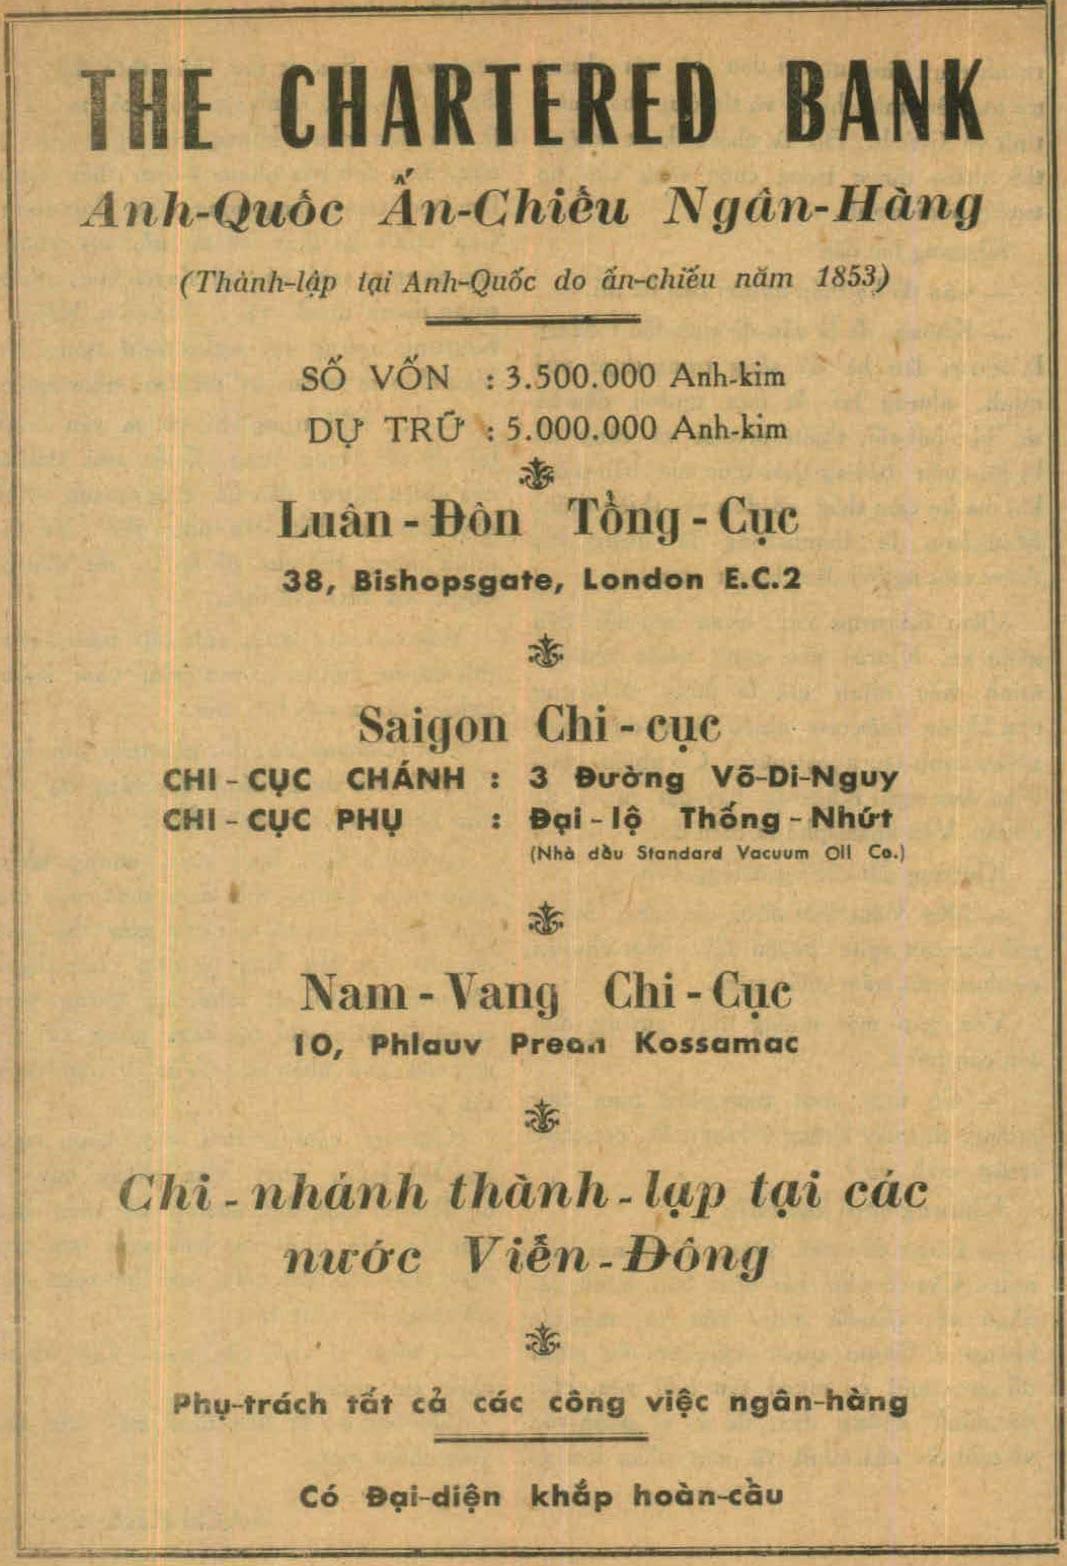 THE CHARTERED BANK
Anh-Quốc Ấn-Chiếu Ngân-Hàng
(Thành-lập tại Anh-Quốc do ấn-chiếu năm 1853)
SỐ VỐN : 3.500.000 Anh-kim
DỰ TRỮ : 5.000.000 Anh-kim
Luân - Đôn Tổng - Cục
38, Bishopsgate, London E.C.2
Saigon Chi - cục
CHI - CỤC CHÁNH : 3 Đường Võ-Di-Nguy
CHI - CỤC PHỤ : Đại - lộ Thống - Nhứt
(Nhà dầu Standard Vacuum Oil Co.)
Nam - Vang Chi - Cục
10, Phlauv Kossamac
Chi - nhánh thành - lạp tại các
nước Viễn - Đông
Phụ-trách tất cả các công việc ngân-hàng
Có Đại-diện khắp hoàn-cầu